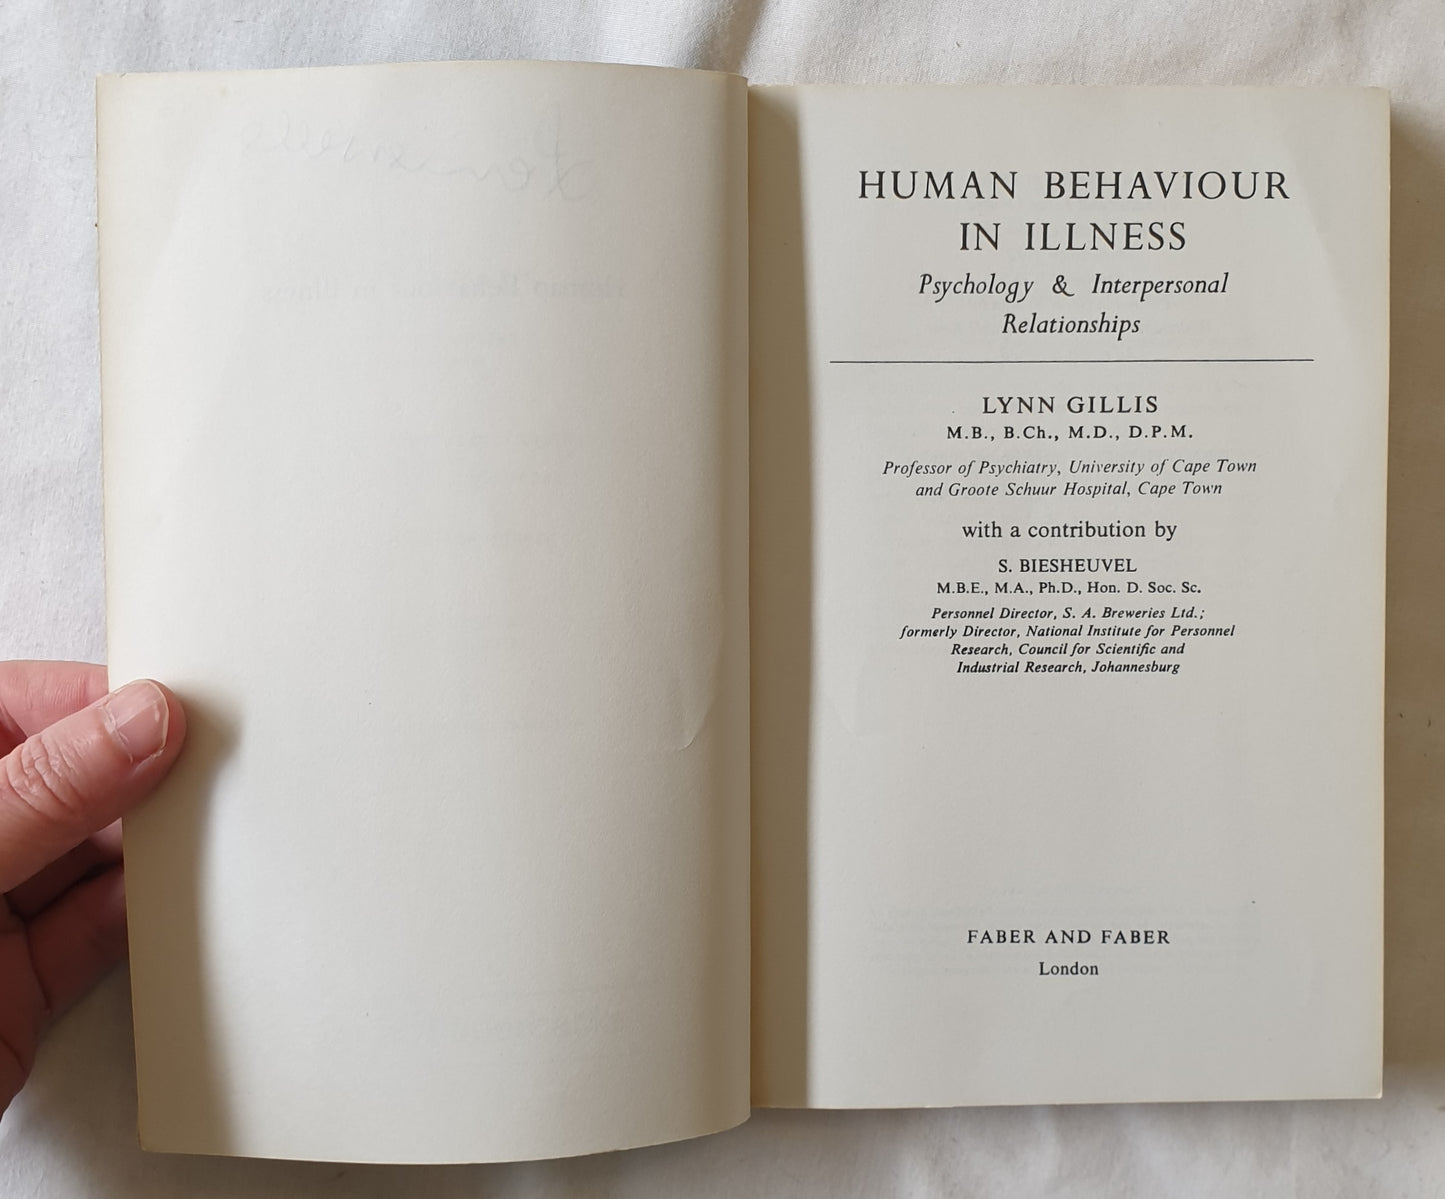 HUMAN BEHAVIOUR
IN ILLNESS
Psychology & Interpersonal
Relationships
LYNN GILLIS
M.B., B.Ch., M.D., D.P.M.
Professor of Psychiatry, University of Cape Town
and Groote Schuur Hospital, Cape Town
with a contribution by
S. BIESHEUVEL
M.B.E., M.A., Ph.D., Hon. D. Soc. Sc.
Personnel Director, S. A. Breweries Ltd.;
formerly Director, National Institute for Personnel
Research, Council for Scientific and
Industrial Research, Johannesburg
FABER AND FABER
London